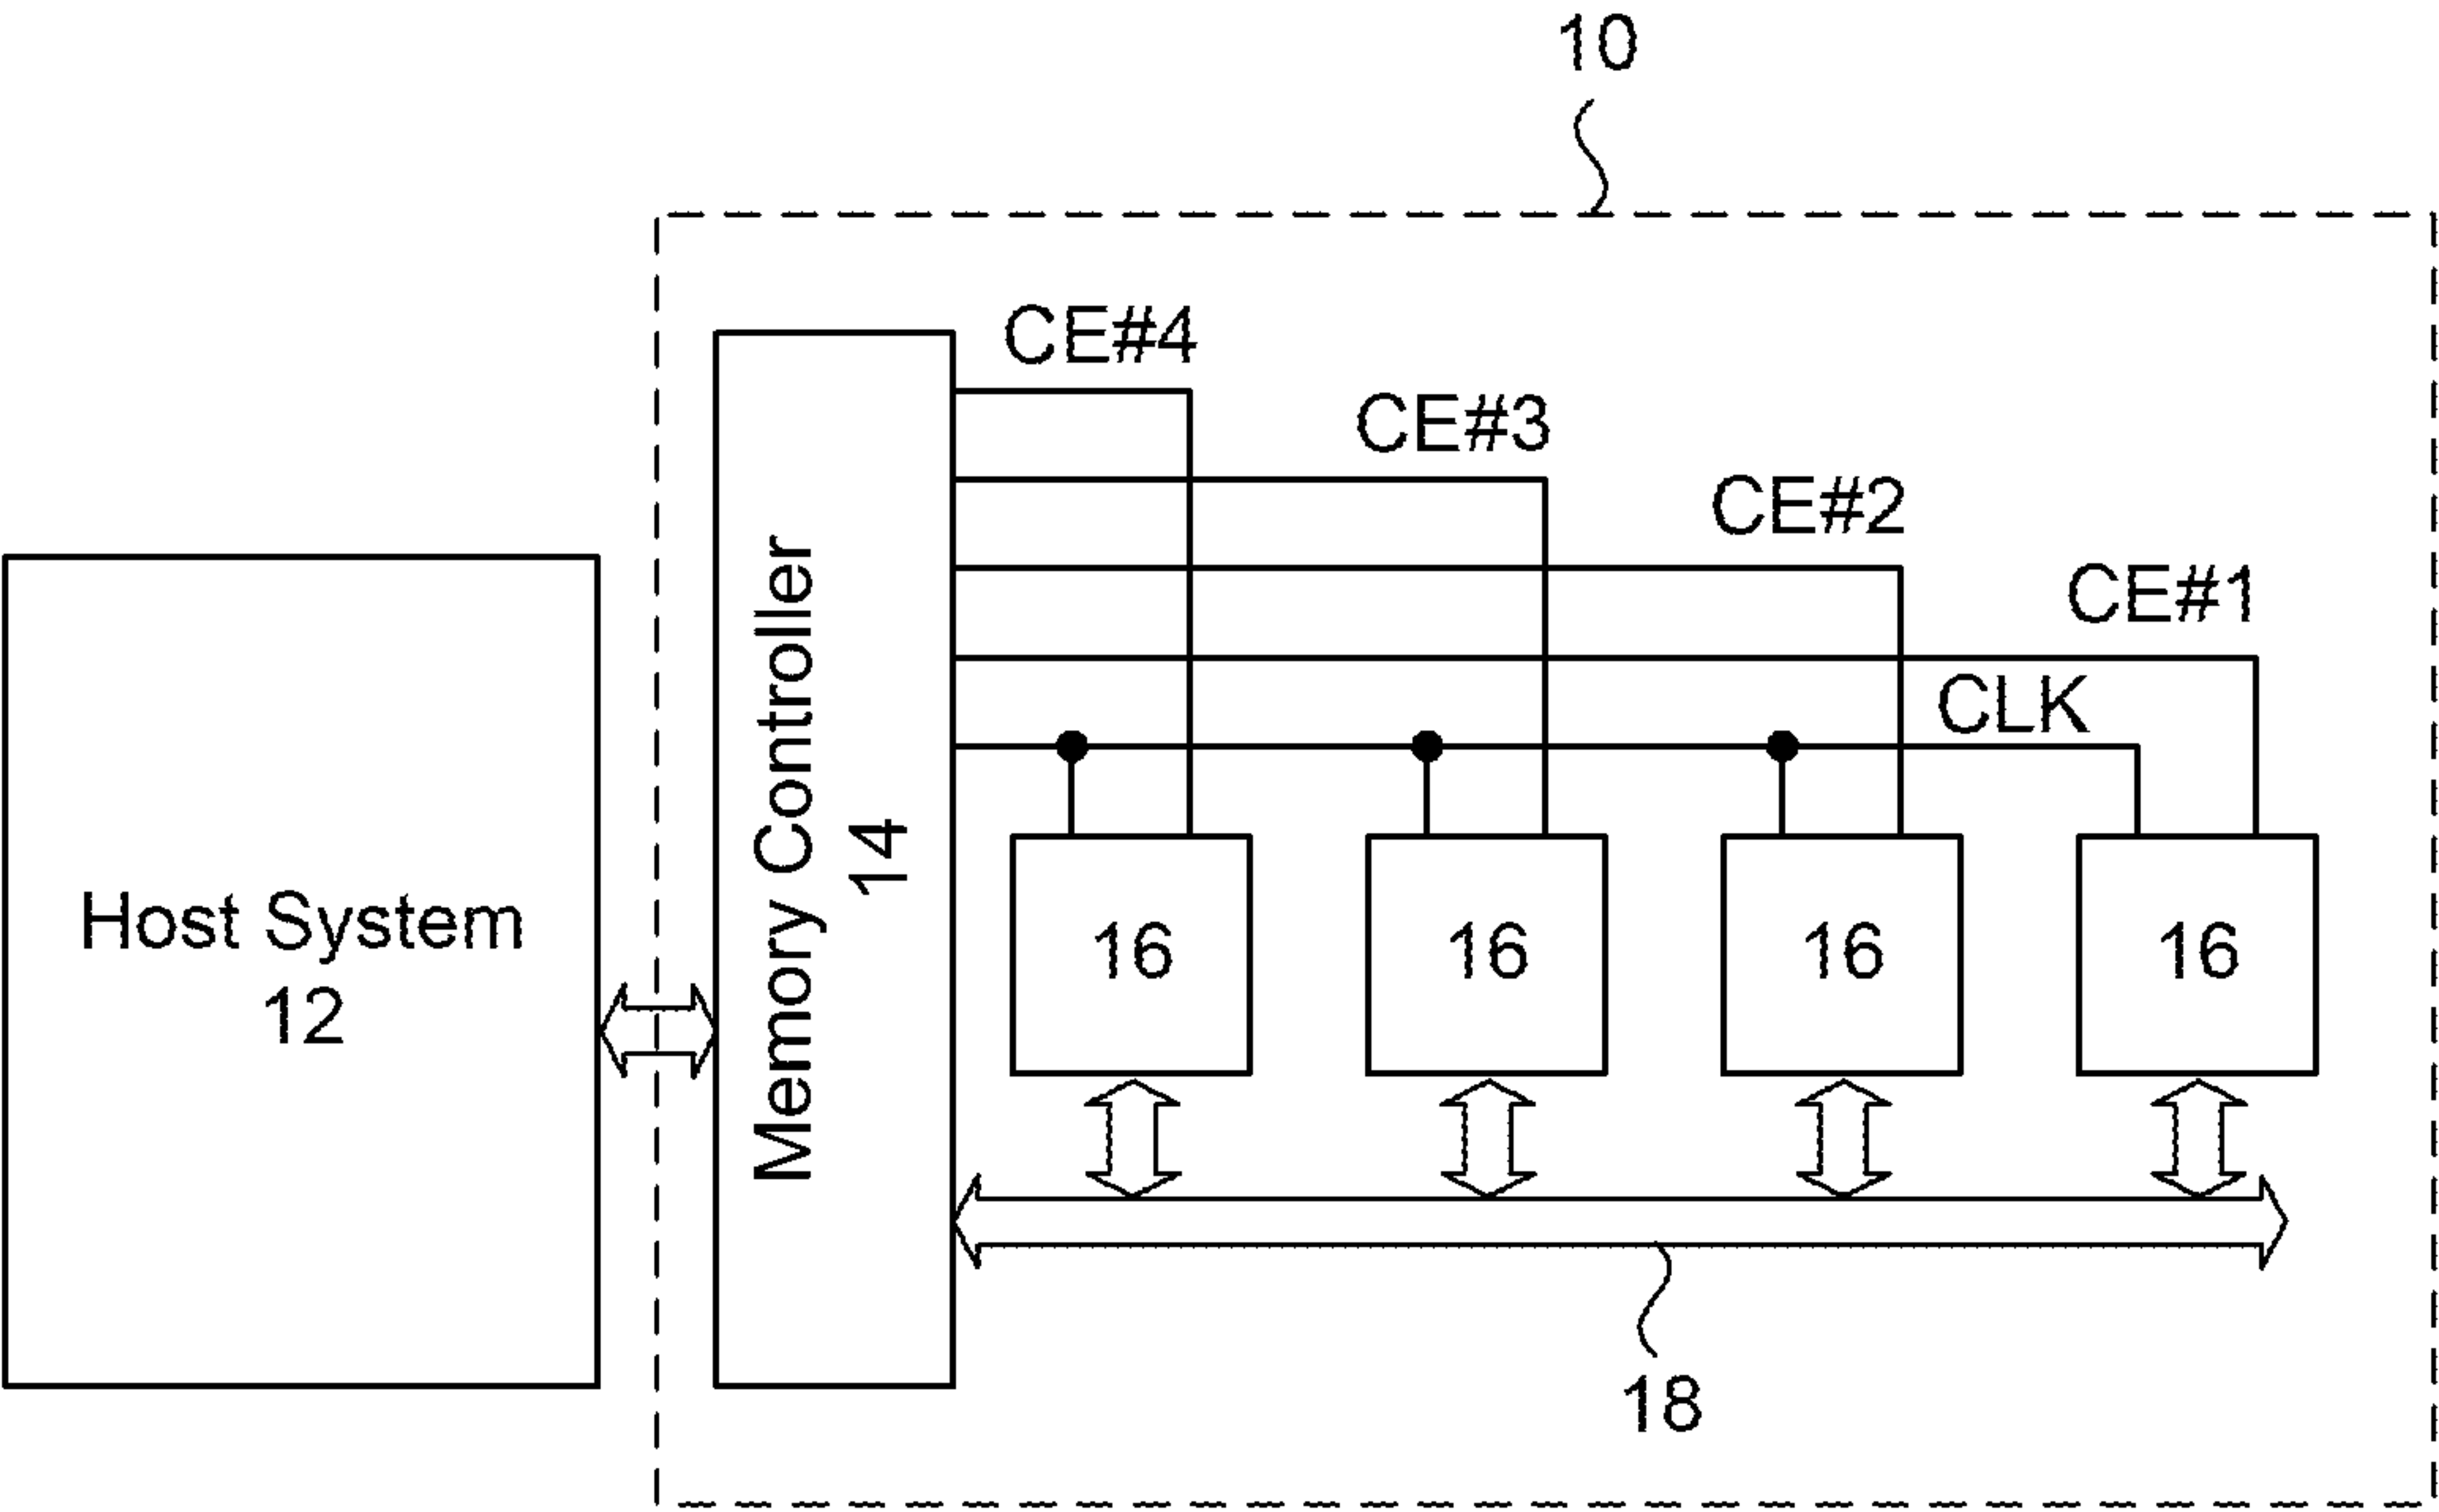 10
CE#4
CE#3
CE#2
CE#1
CLK
Memory Controller
14
Host System
12
16
16
16
16
18